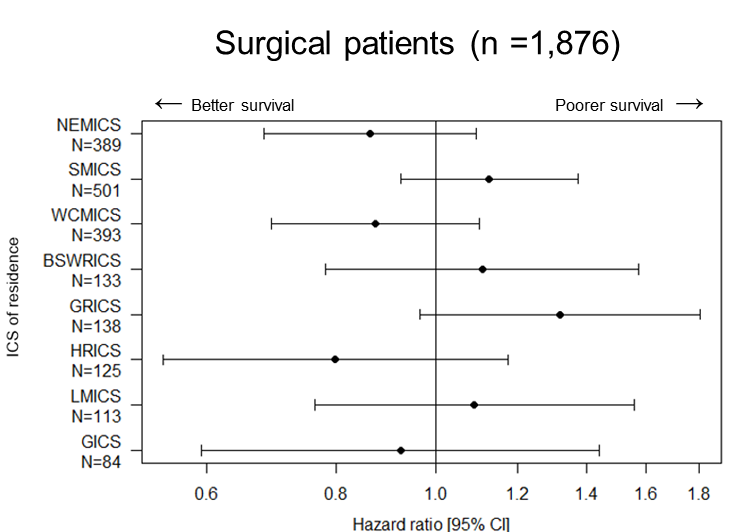 Surgical patients (n =1,876)
← Better survival
Poorer survival →
NEMICS
N=389
SMICS
N=501
WCMICS
N=393
BSWRICS
N=133
GRICS
N=138
HRICS
N=125
LMICS
N=113
GICS
N=84
ICS of residence
0.6 0.8 1.0 1.2 1.4 1.6 1.8
Hazard ratio [95% CI]